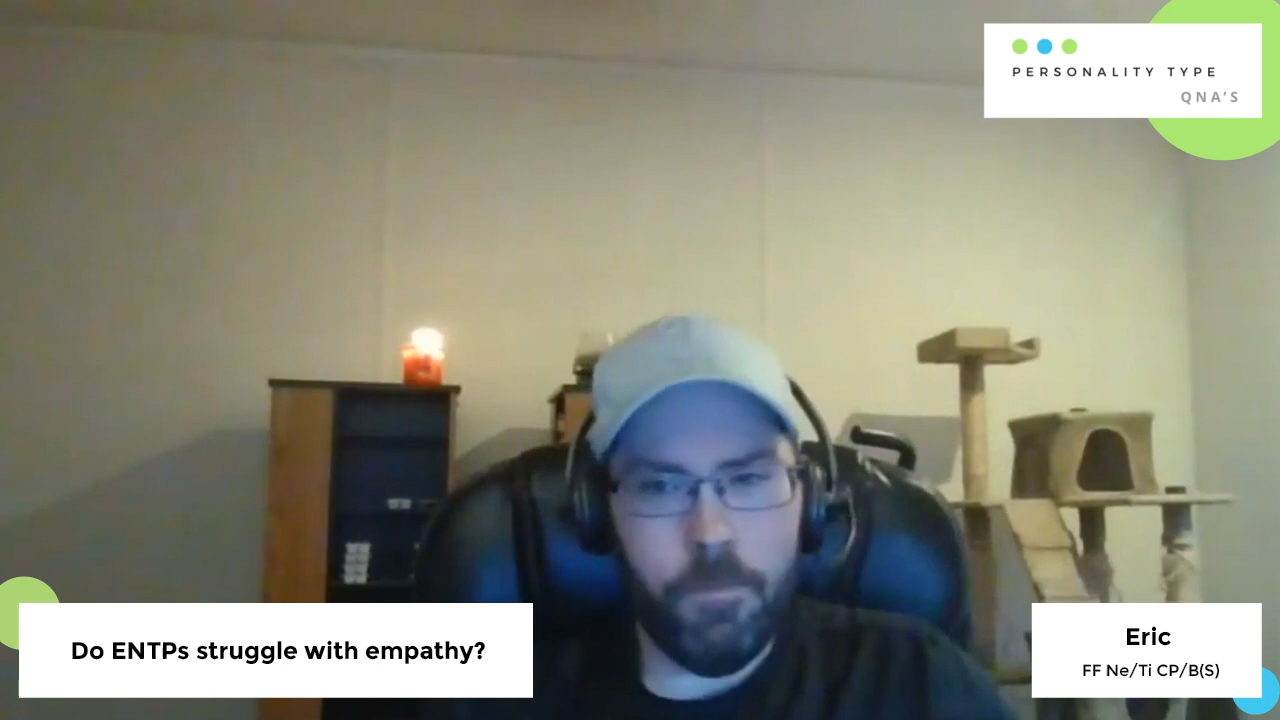 PERSONALITY TYPE
QNA'S
Do ENTPs struggle with empathy?
Eric
FF Ne/Ti CP/B(S)